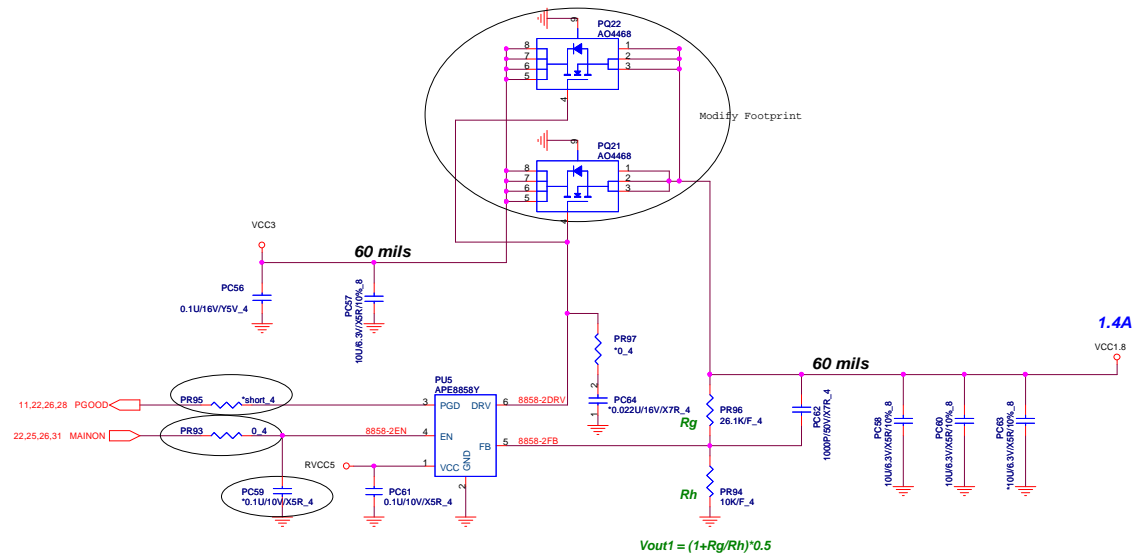 PQ22
AO4468
9
8
7
6
5
1
2
3
4
Modify Footprint
PQ21
AO4468
9
8
7
6
5
1
2
3
4
VCC3
60 mils
PC56
0.1U/16V/Y5V_4
PC57
10U/6.3V/X5R/10%_8
1.4A
VCC1.8
60 mils
PR97
*0_4
2
PC64
*0.022U/16V/X7R_4
1
PU5
APE8858Y
11,22,26,28 PGOOD
PR95
*short_4
3
PGD
DRV
6
8858-2DRV
22,25,26,31 MAINON
PR93
0_4
8858-2EN
4
EN
FB
5
8858-2FB
RVCC5
1
VCC
GND
2
PC59
*0.1U/10V/X5R_4
PC61
0.1U/10V/X5R_4
Rg
PR96
26.1K/F_4
PC62
1000P/50V/X7R_4
PC58
10U/6.3V/X5R/10%_8
PC60
10U/6.3V/X5R/10%_8
PC63
*10U/6.3V/X5R/10%_8
Rh
PR94
10K/F_4
Vout1 = (1+Rg/Rh)*0.5